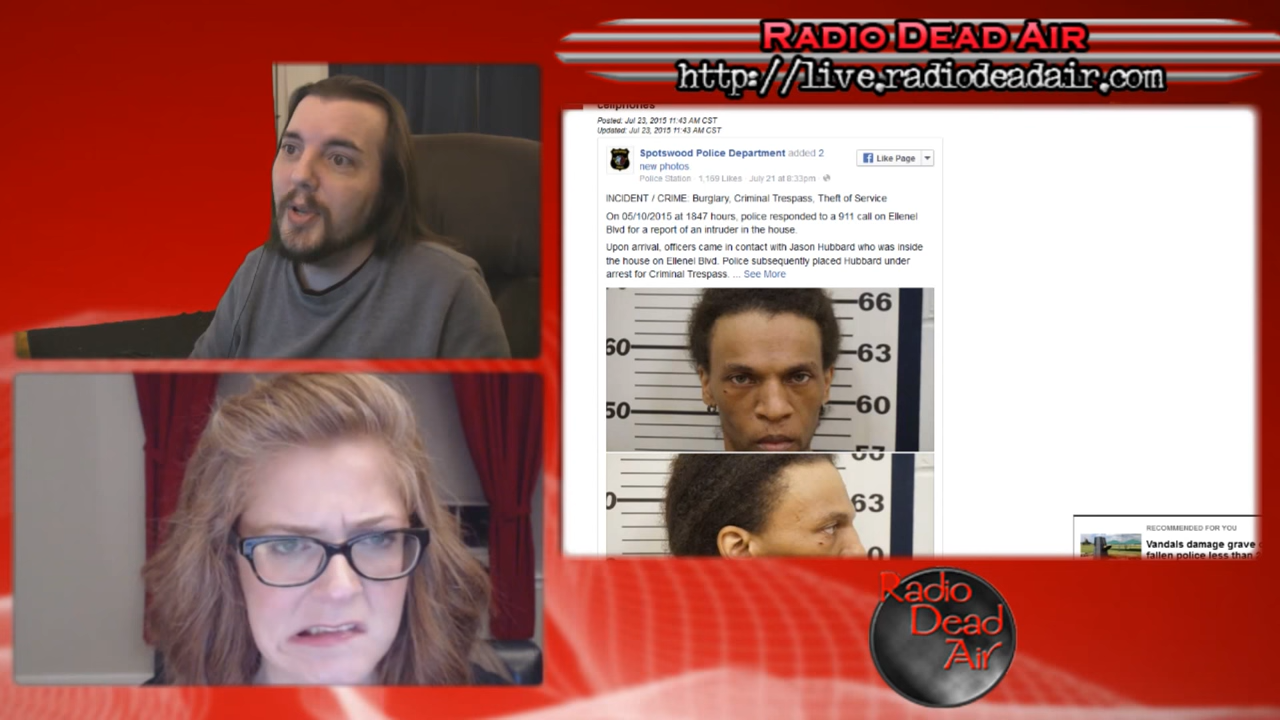 RADIO DEAD AIR
http://live.radiodeadair.com
cellphones
Posted: Jul 23, 2015 11:43 AM CST
Updated: Jul 23, 2015 11:43 AM CST
Spotswood Police Department added 2
new photos
Like Page
Police Station · 1,169 Likes · July 21 at 8:33pm
INCIDENT / CRIME: Burglary, Criminal Trespass, Theft of Service
On 05/10/2015 at 1847 hours, police responded to a 911 call on Ellenel
Blvd for a report of an intruder in the house.
Upon arrival, officers came in contact with Jason Hubbard who was inside
the house on Ellenel Blvd. Police subsequently placed Hubbard under
arrest for Criminal Trespass. ... See More
66
60
63
50
60
57
63
RECOMMENDED FOR YOU
Vandals damage grave
fallen police less than
Radio
Dead
Air